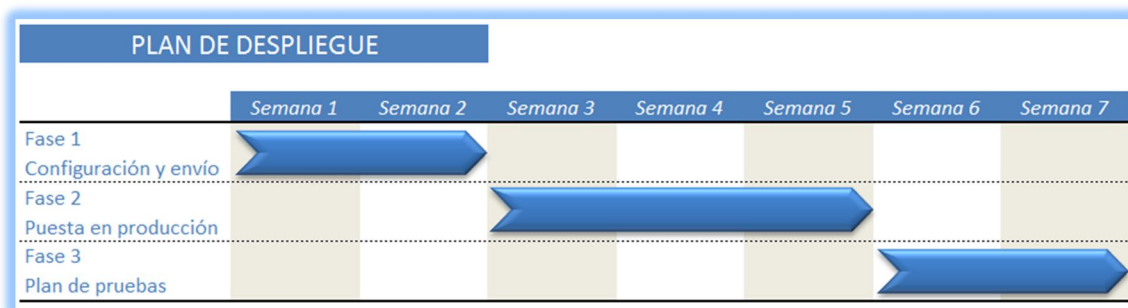 PLAN DE DESPLIEGUE
Semana 1 Semana 2 Semana 3 Semana 4 Semana 5 Semana 6 Semana 7
Fase 1
Configuración y envío
Fase 2
Puesta en producción
Fase 3
Plan de pruebas